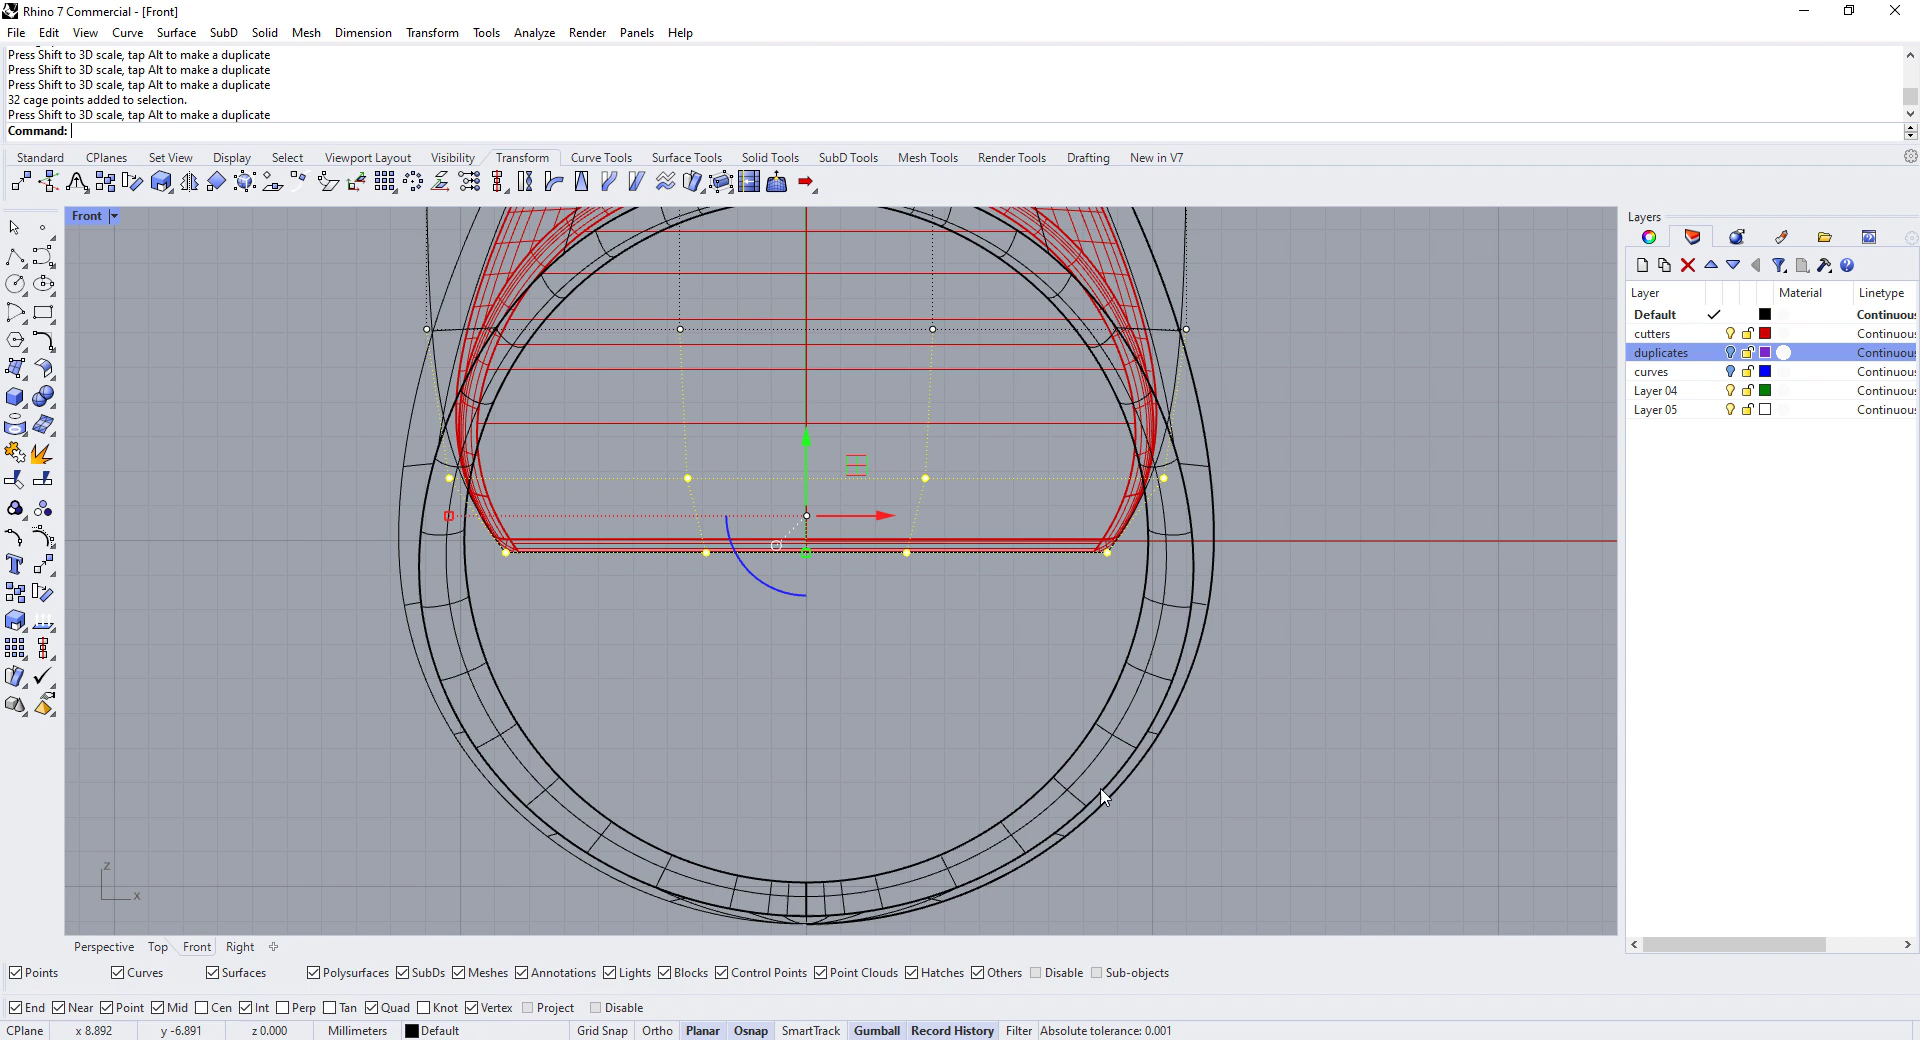 Rhino 7 Commercial - [Front]
File Edit View Curve Surface SubD Solid Mesh Dimension Transform Tools Analyze Render Panels Help
Press Shift to 3D scale, tap Alt to make a duplicate
Press Shift to 3D scale, tap Alt to make a duplicate
Press Shift to 3D scale, tap Alt to make a duplicate
32 cage points added to selection.
Press Shift to 3D scale, tap Alt to make a duplicate
Command:
Standard CPlanes Set View Display Select Viewport Layout Visibility Transform Curve Tools Surface Tools Solid Tools SubD Tools Mesh Tools Render Tools Drafting New in V7
Front
Layers
Layer Material Linetype
Default Continuous
cutters Continuous
duplicates Continuous
curves Continuous
Layer 04 Continuous
Layer 05 Continuous
z
x
Perspective Top Front Right
Points Curves Surfaces Polysurfaces SubDs Meshes Annotations Lights Blocks Control Points Point Clouds Hatches Others Disable Sub-objects
End Near Point Mid Cen Int Perp Tan Quad Knot Vertex Project Disable
CPlane x 8.892 y -6.891 z 0.000 Millimeters Default Grid Snap Ortho Planar Osnap SmartTrack Gumball Record History Filter Absolute tolerance: 0.001